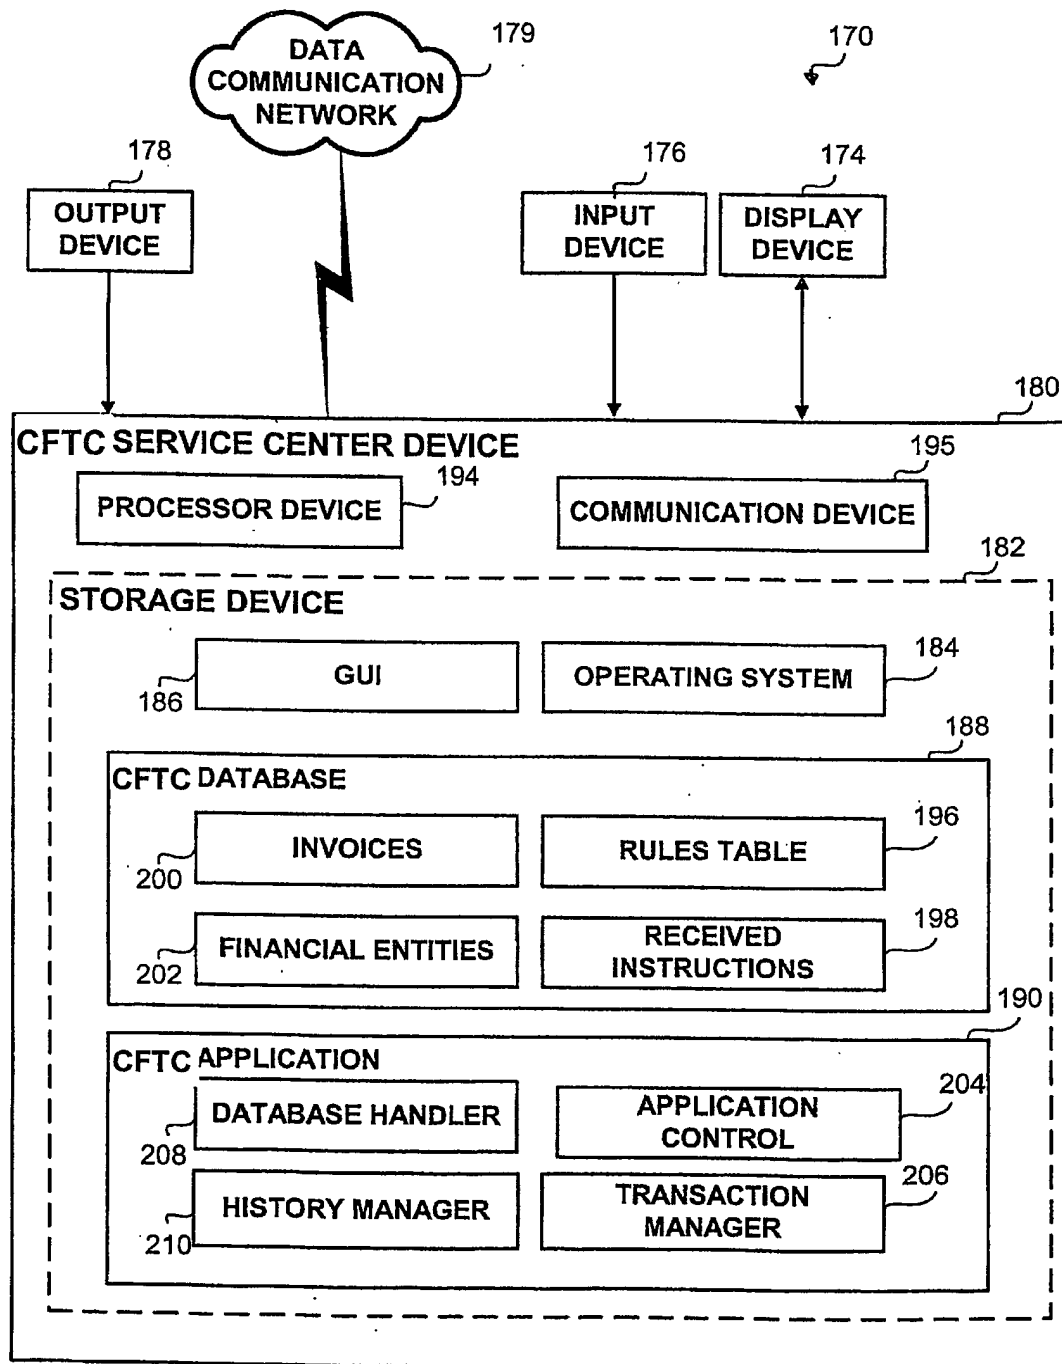 179
170
DATA
COMMUNICATION
NETWORK
178
176
174
OUTPUT
DEVICE
INPUT
DEVICE
DISPLAY
DEVICE
180
CFTC SERVICE CENTER DEVICE
194
195
PROCESSOR DEVICE
COMMUNICATION DEVICE
182
STORAGE DEVICE
184
GUI
OPERATING SYSTEM
186
188
CFTC DATABASE
196
INVOICES
RULES TABLE
200
198
FINANCIAL ENTITIES
RECEIVED
INSTRUCTIONS
202
190
CFTC APPLICATION
204
DATABASE HANDLER
APPLICATION
CONTROL
208
206
HISTORY MANAGER
TRANSACTION
MANAGER
210